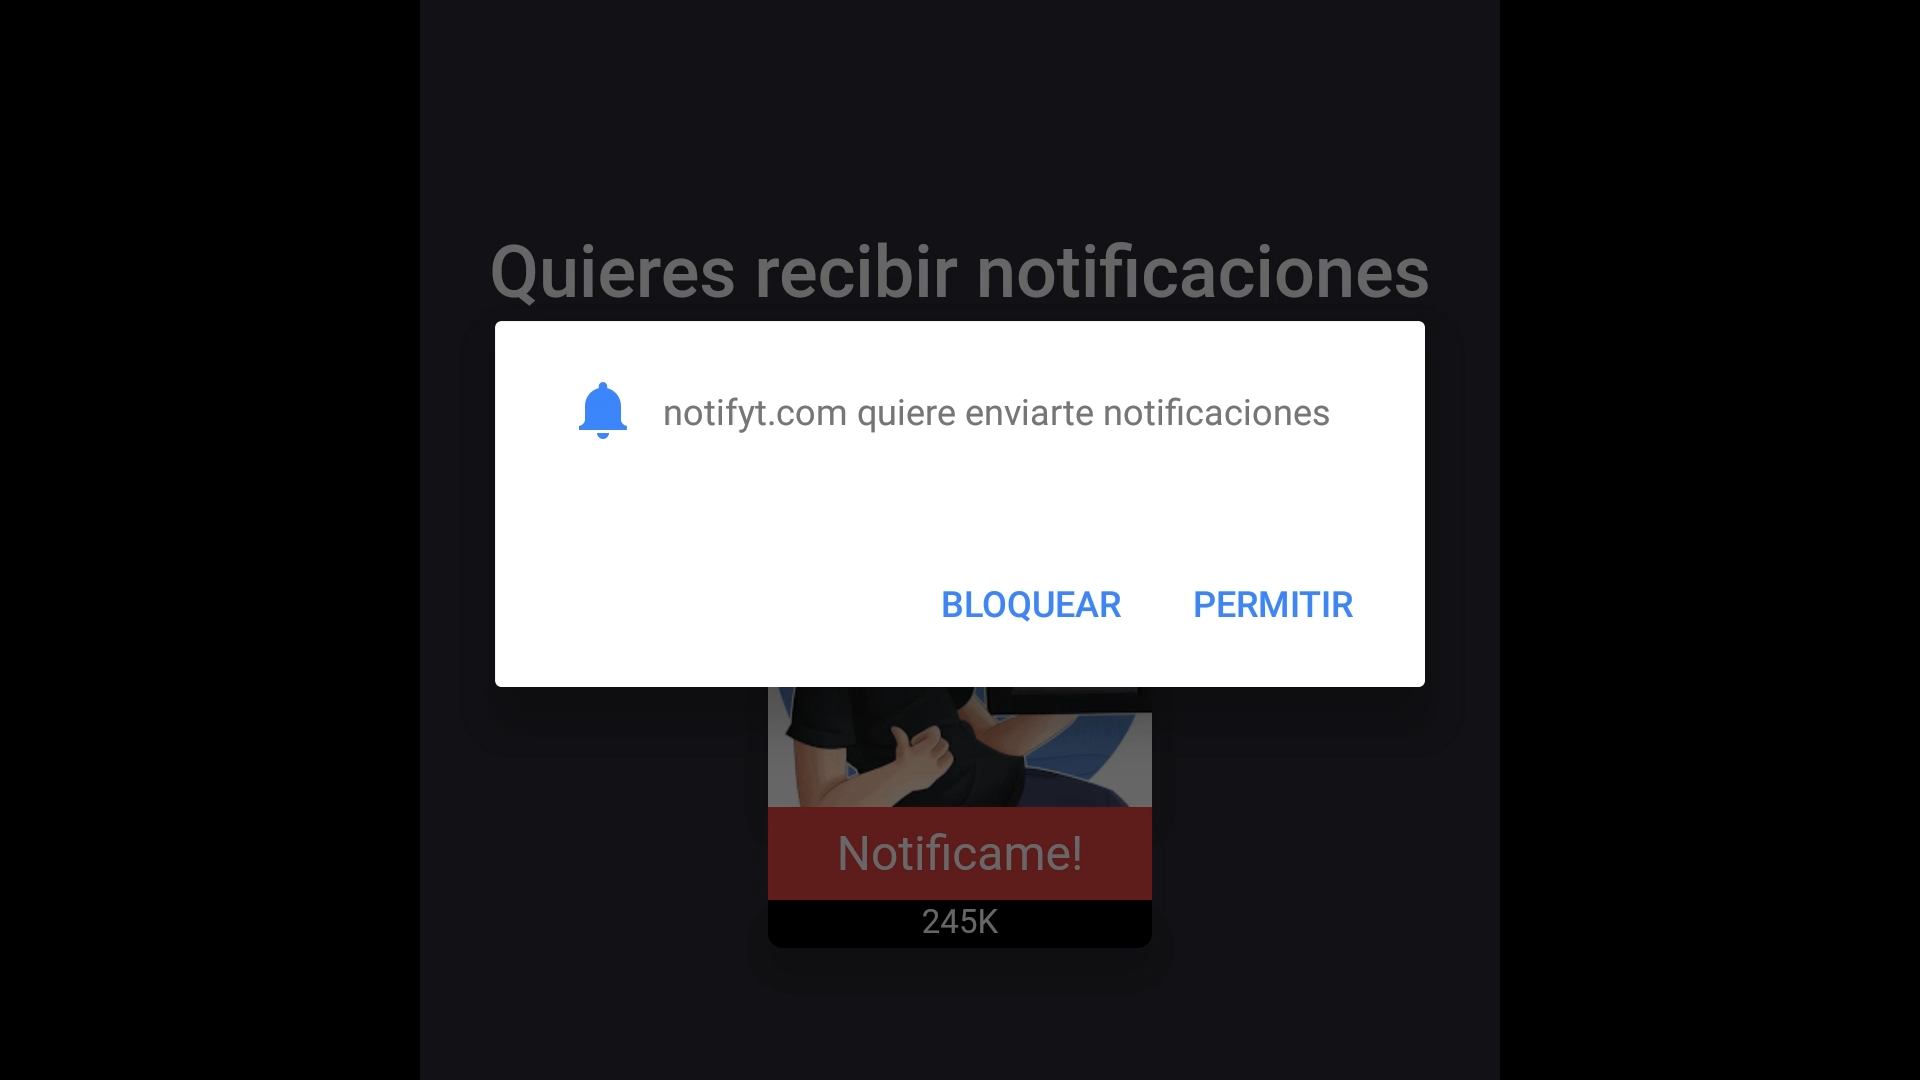 Quieres recibir notificaciones
notifyt.com quiere enviarte notificaciones
BLOQUEAR PERMITIR
Notificame!
245K